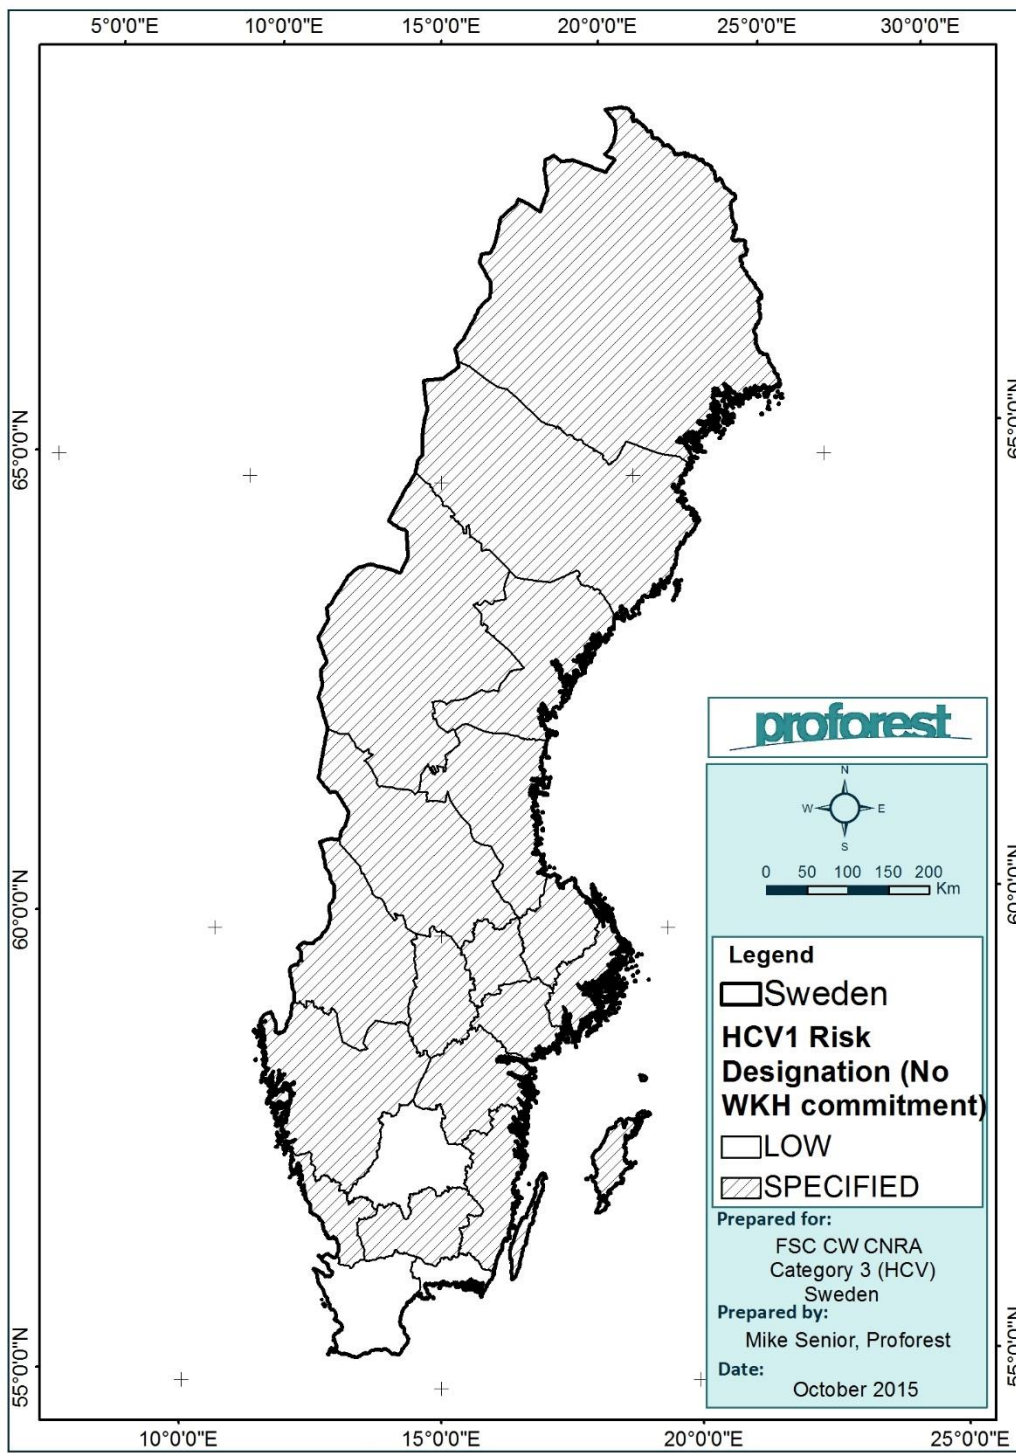 5°0'0"E 10°0'0"E 15°0'0"E 20°0'0"E 25°0'0"E 30°0'0"E
65°0'0"N 65°0'0"N
proforest
N
W E
S
0 50 100 150 200
Km
60°0'0"N 60°0'0"N
Legend
Sweden
HCV1 Risk
Designation (No
WKH commitment)
LOW
SPECIFIED
Prepared for:
FSC CW CNRA
Category 3 (HCV)
Sweden
Prepared by:
Mike Senior, Proforest
Date:
October 2015
55°0'0"N 55°0'0"N
10°0'0"E 15°0'0"E 20°0'0"E 25°0'0"E